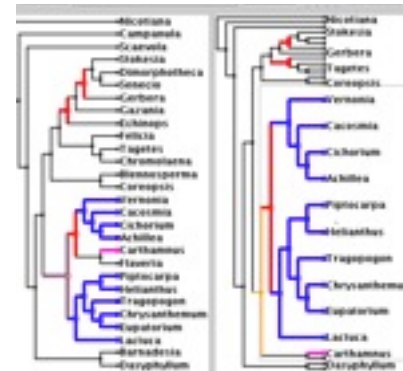 Nicotiana
Campanula
Scaevola
Stokesia
Dimorphotheca
Senecio
Gerbera
Gazania
Echinops
Felicia
Tagetes
Chromolaena
Blennosperma
Coreopsis
Vernonia
Cacosmia
Cichorium
Achillea
Carthamnus
Flaveria
Piptocarpa
Helianthus
Tragopogon
Chrysanthemum
Eupatorium
Lactuca
Barnadesia
Dasyphyllum
Nicotiana
Stokesia
Gerbera
Tagetes
Coreopsis
Vernonia
Cacosmia
Cichorium
Achillea
Piptocarpa
Helianthus
Tragopogon
Chrysanthemu
Eupatorium
Lactuca
Carthamnus
Dasyphyllum